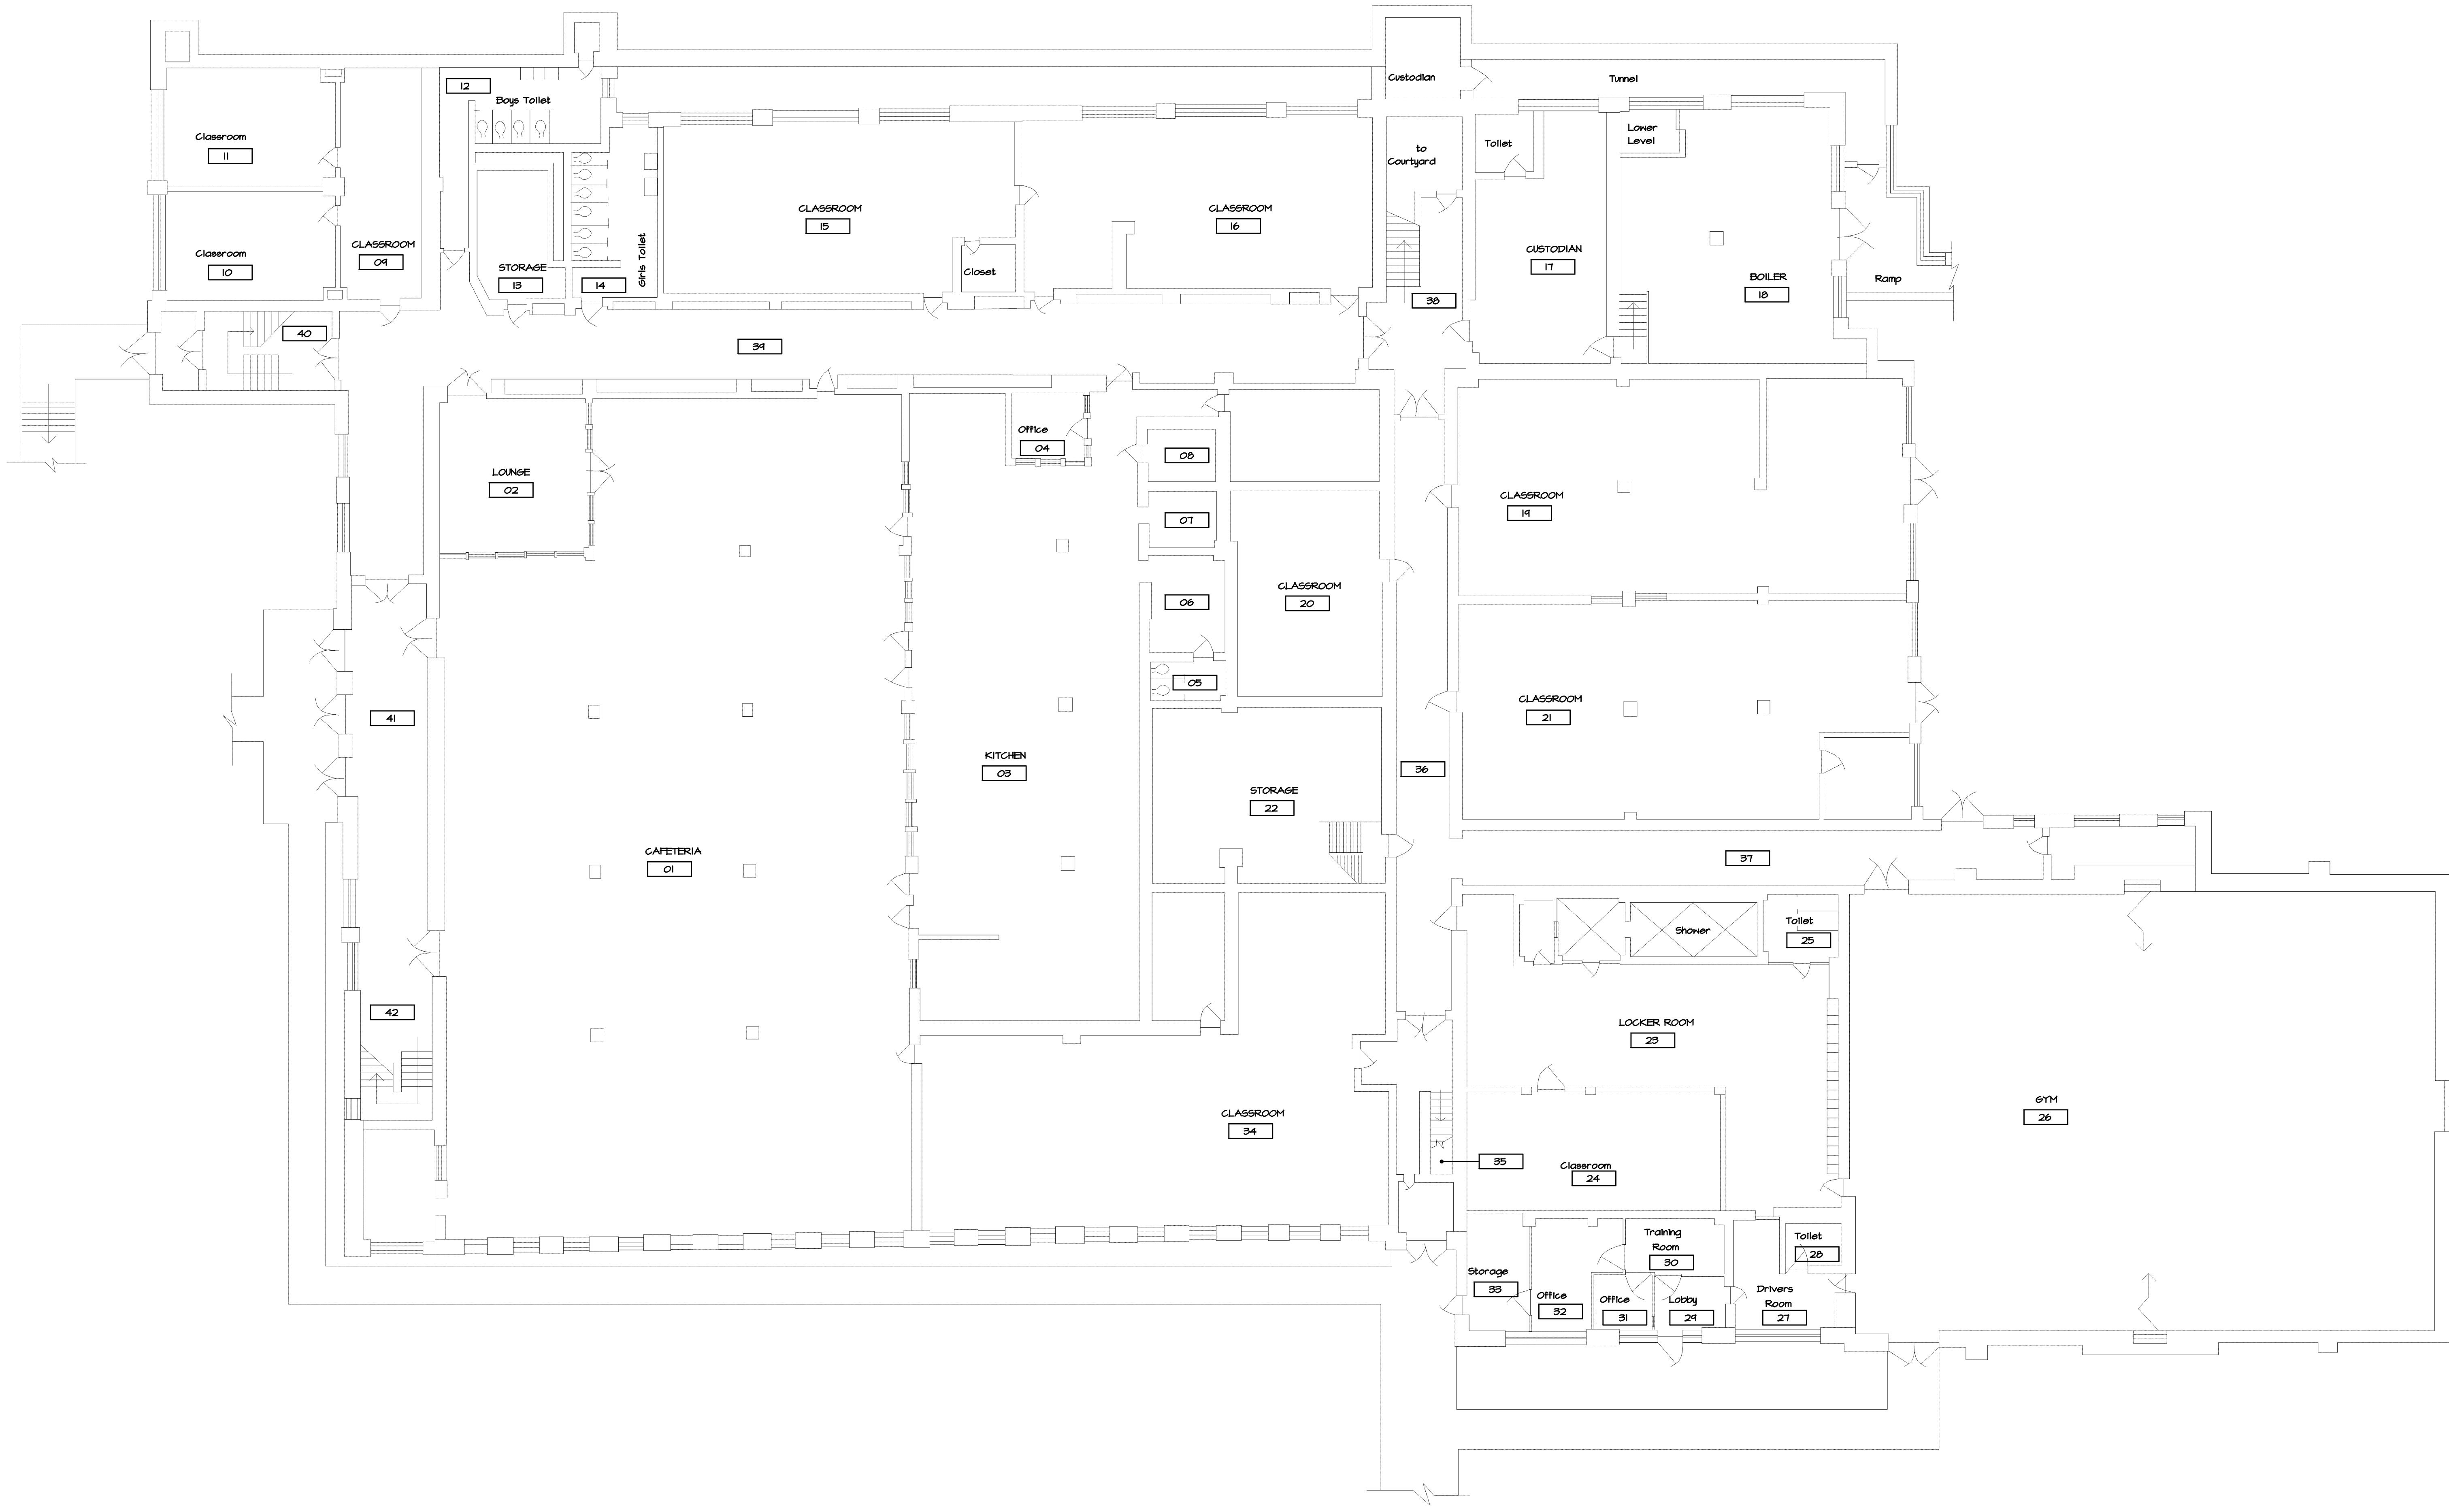 Custodian
Tunnel
12
Boys Toilet
Classroom
11
Lower
Level
Toilet
to
Courtyard
CLASSROOM
15
CLASSROOM
16
Classroom
10
CLASSROOM
09
STORAGE
13
14
Girls Toilet
Closet
CUSTODIAN
17
BOILER
18
Ramp
38
40
39
Office
04
08
LOUNGE
02
07
CLASSROOM
19
CLASSROOM
20
06
05
CLASSROOM
21
41
KITCHEN
03
36
STORAGE
22
CAFETERIA
01
37
Toilet
25
Shower
42
LOCKER ROOM
23
GYM
26
CLASSROOM
34
35
Classroom
24
Training
Room
30
Toilet
28
Storage
33
Office
32
Office
31
Lobby
29
Drivers
Room
27